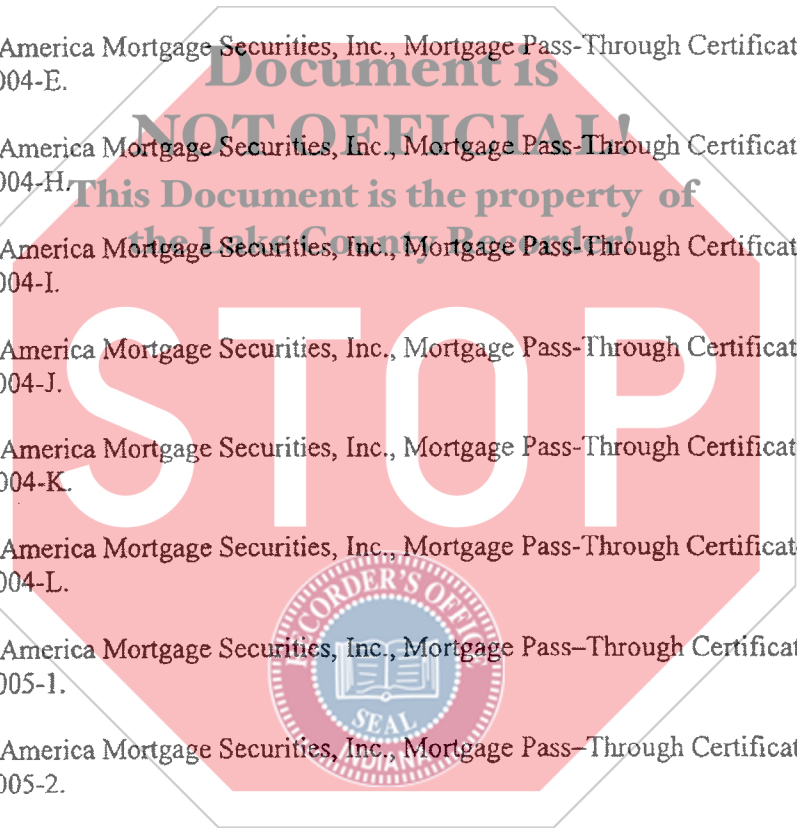 America Mortgage Securities, Inc., Mortgage Pass-Through Certificat
004-E.
Document is
NOT OFFICIAL!
America Mortgage Securities, Inc., Mortgage Pass-Through Certificat
004-H.
This Document is the property of
the Lake County Recorder!
America Mortgage Securities, Inc., Mortgage Pass-Through Certificat
004-I.
STOP
America Mortgage Securities, Inc., Mortgage Pass-Through Certificat
004-J.
America Mortgage Securities, Inc., Mortgage Pass-Through Certificat
004-K.
America Mortgage Securities, Inc., Mortgage Pass-Through Certificat
004-L.
RECORDER'S OFFICE
America Mortgage Securities, Inc., Mortgage Pass–Through Certificat
005-1.
SEAL
INDIANA
America Mortgage Securities, Inc., Mortgage Pass–Through Certificat
005-2.